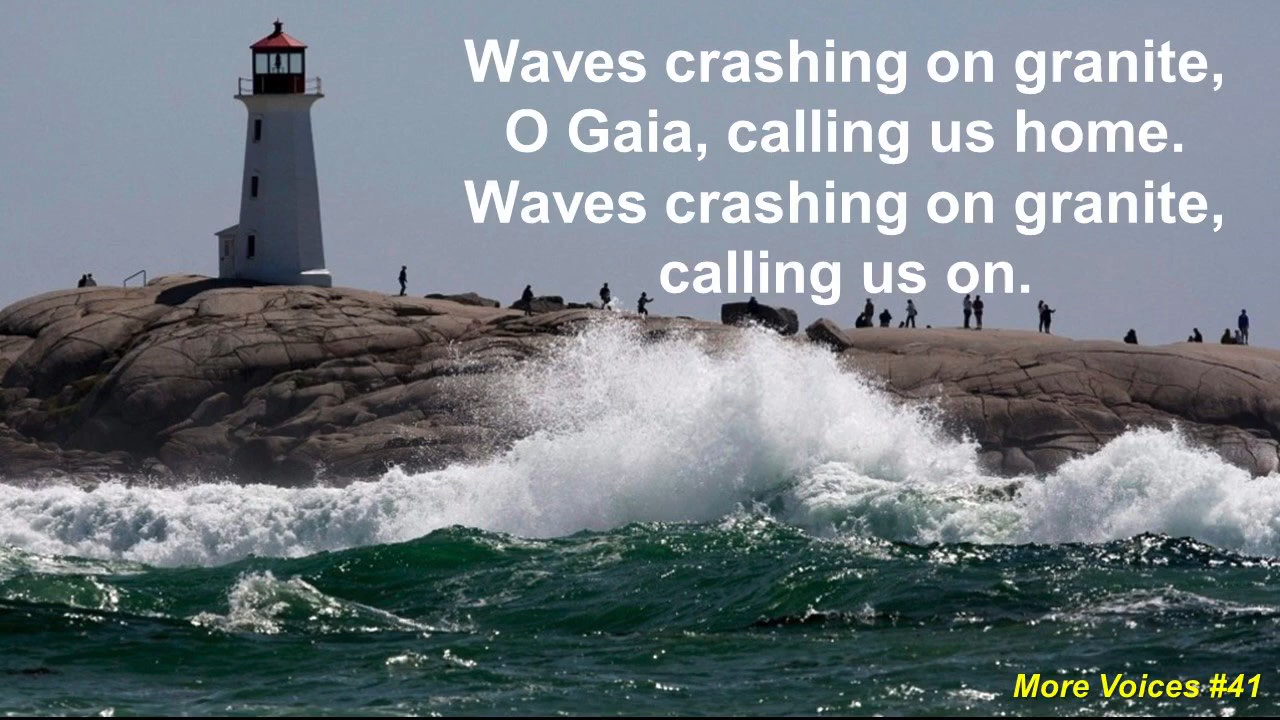 Waves crashing on granite,
O Gaia, calling us home.
Waves crashing on granite,
calling us on.
More Voices #41